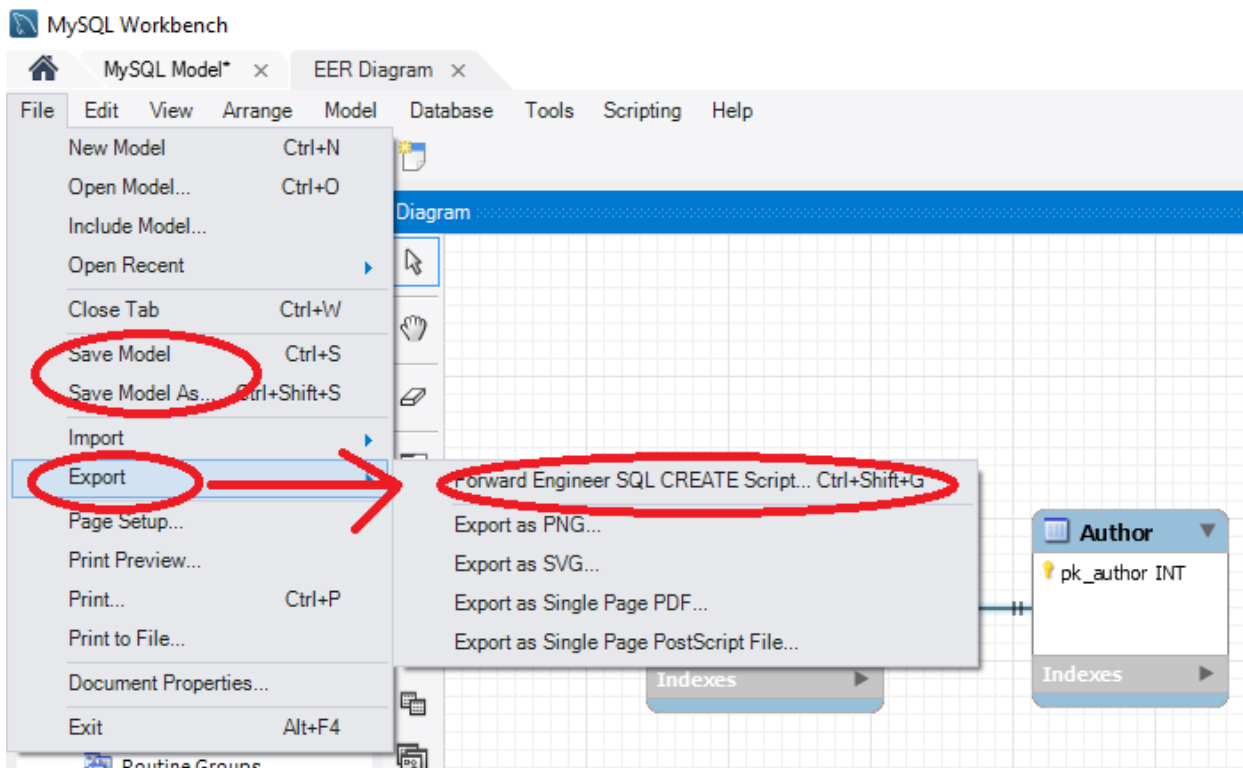 MySQL Workbench
MySQL Model* × EER Diagram ×
File Edit View Arrange Model Database Tools Scripting Help
New Model Ctrl+N
Open Model... Ctrl+O
Include Model...
Open Recent
Close Tab Ctrl+W
Save Model Ctrl+S
Save Model As... Ctrl+Shift+S
Import
Export
Page Setup...
Print Preview...
Print... Ctrl+P
Print to File...
Document Properties...
Exit Alt+F4
Routine Groups
Diagram
Forward Engineer SQL CREATE Script... Ctrl+Shift+G
Export as PNG...
Export as SVG...
Export as Single Page PDF...
Export as Single Page PostScript File...
Indexes
Author
pk_author INT
Indexes